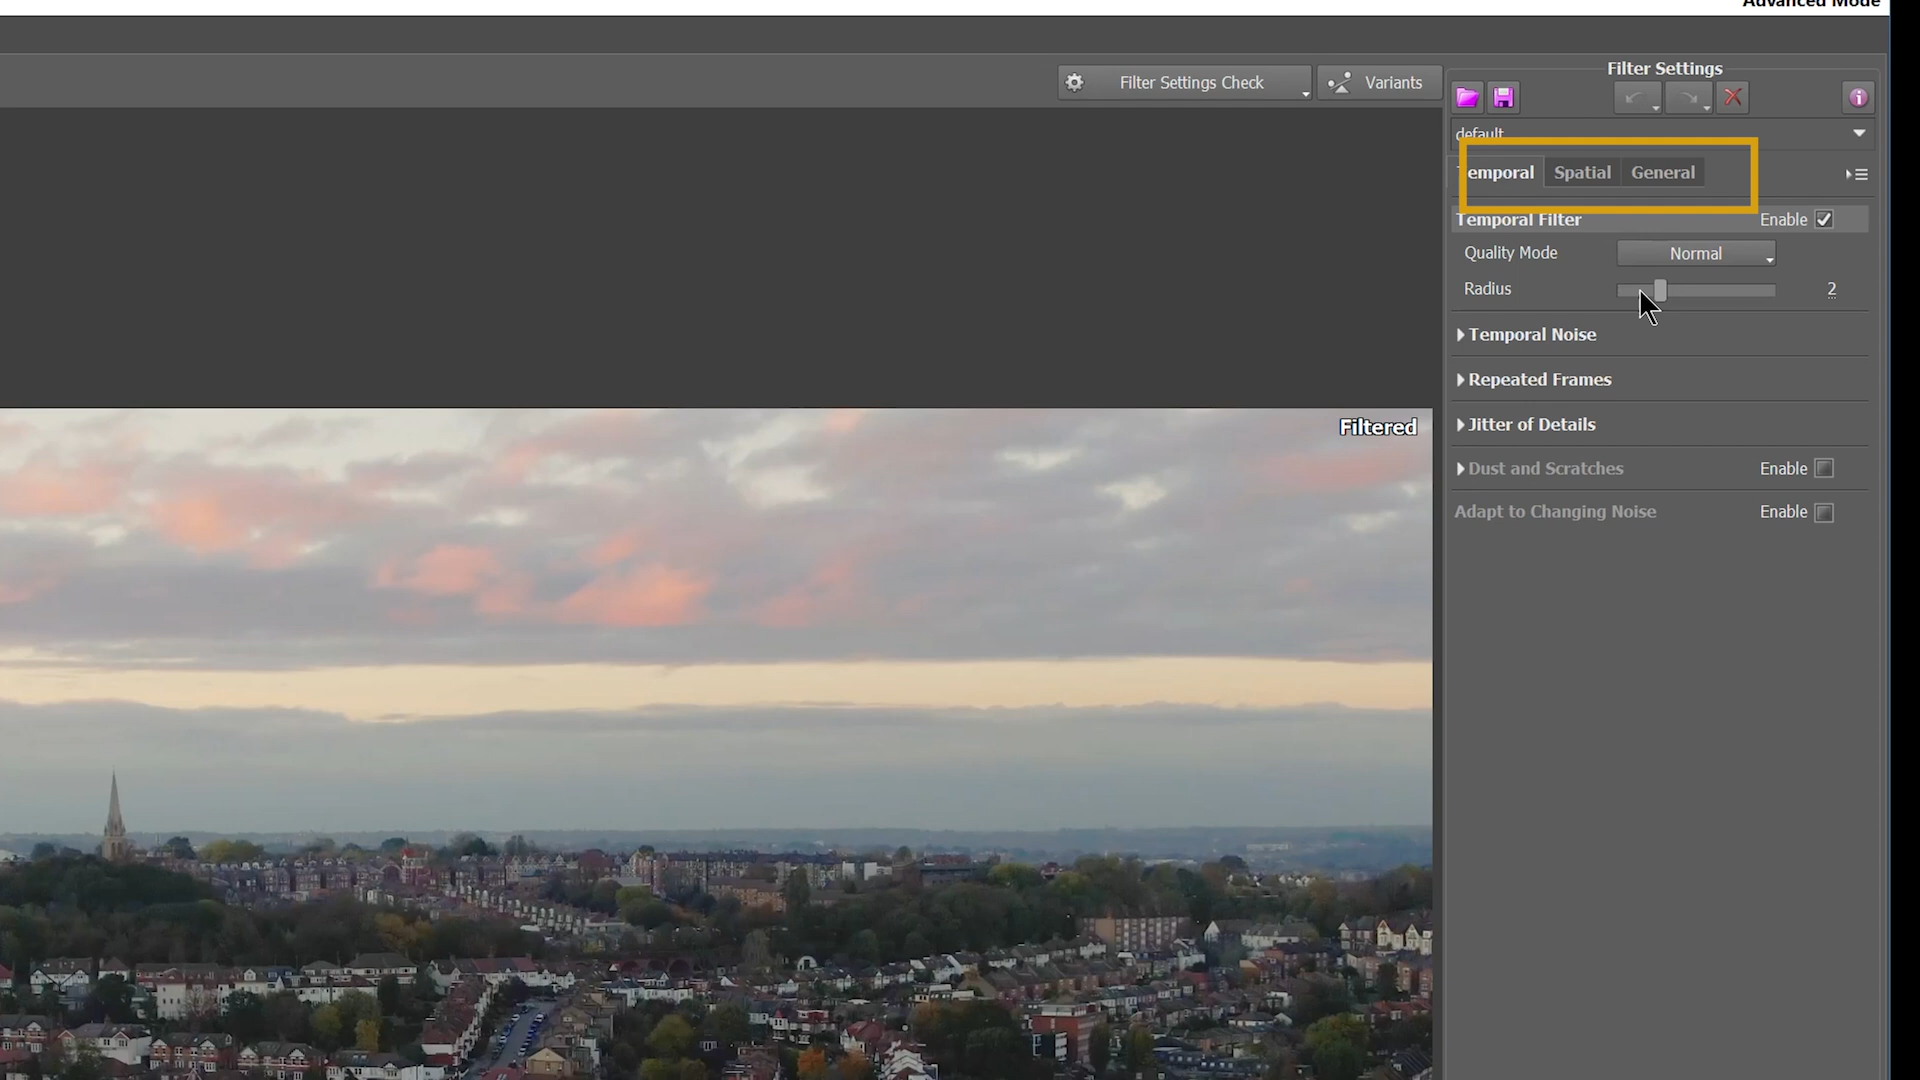 Advanced Mode
Filter Settings Check
Variants
Filter Settings
default
Temporal Spatial General
Temporal Filter Enable
Quality Mode Normal
Radius 2
Temporal Noise
Repeated Frames
Jitter of Details
Dust and Scratches Enable
Adapt to Changing Noise Enable
Filtered